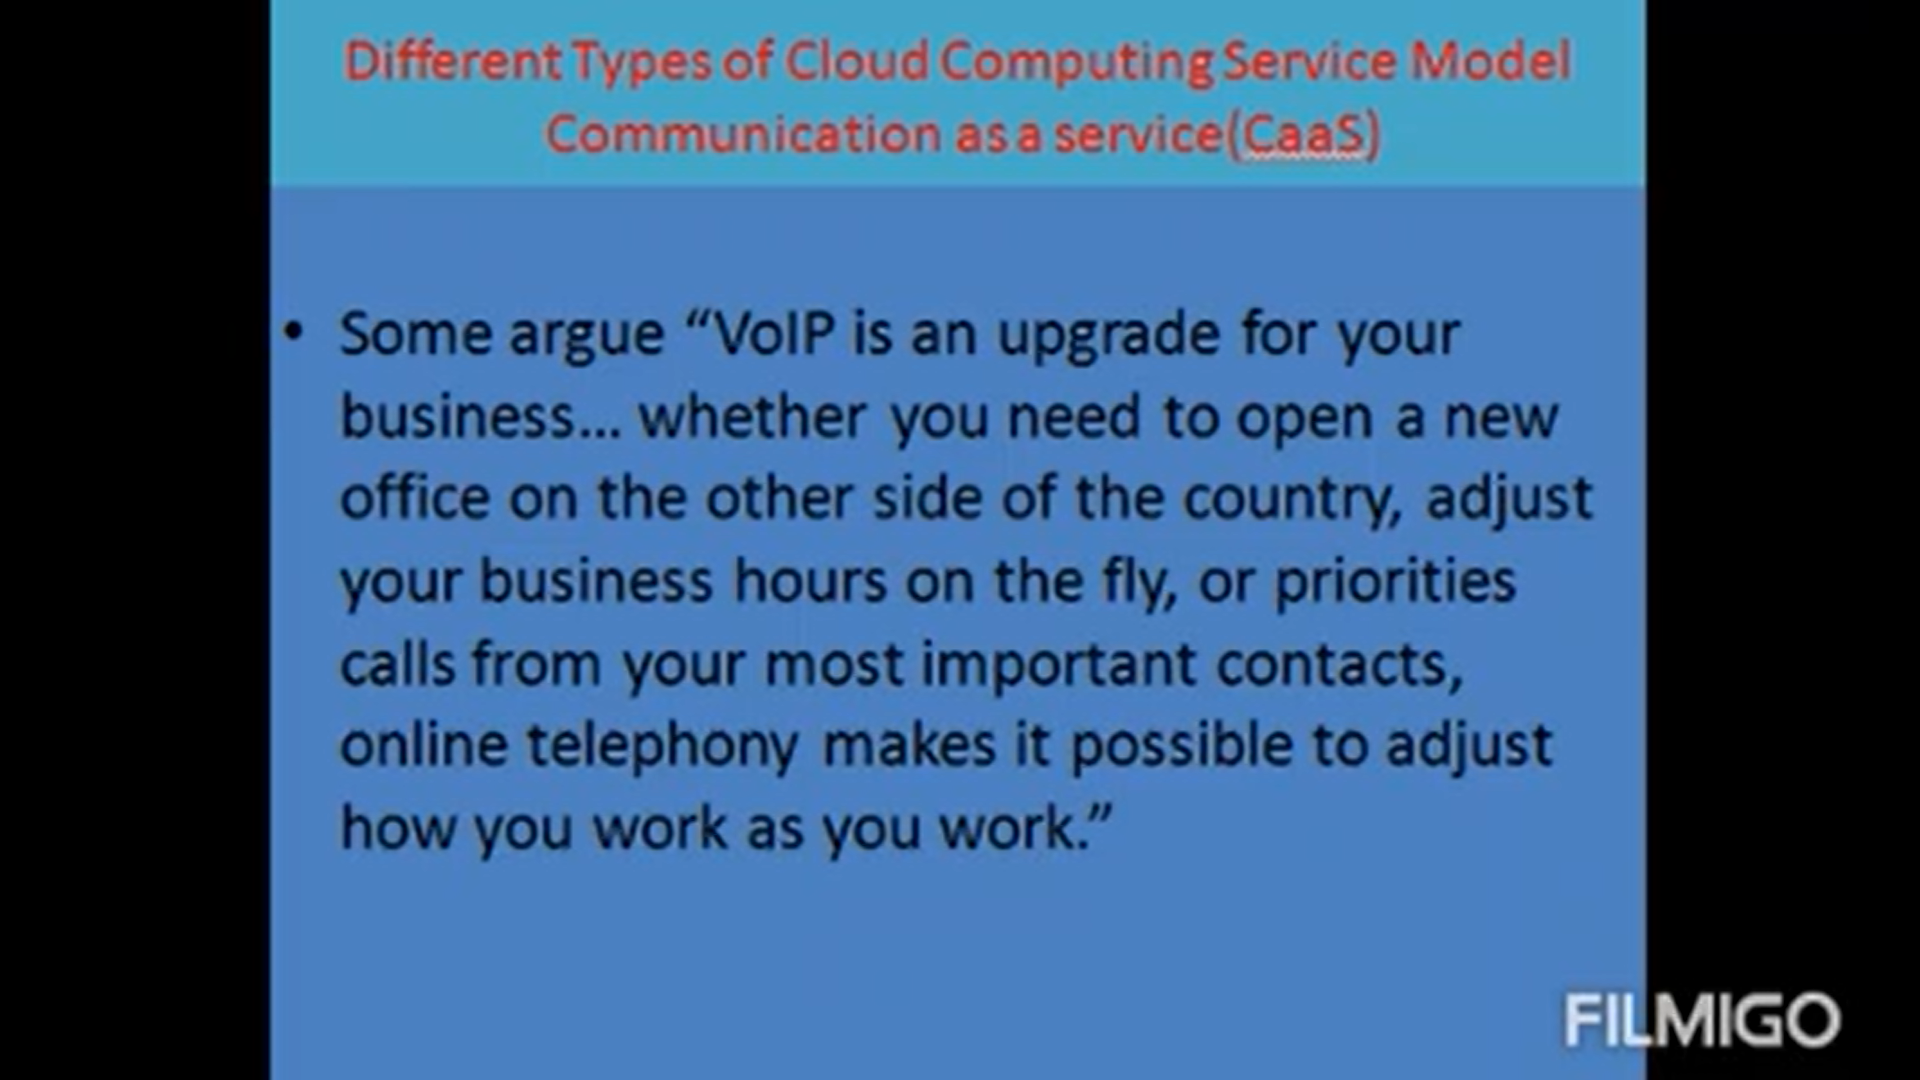 Different Types of Cloud Computing Service Model
Communication as a service(CaaS)
• Some argue “VoIP is an upgrade for your
business... whether you need to open a new
office on the other side of the country, adjust
your business hours on the fly, or priorities
calls from your most important contacts,
online telephony makes it possible to adjust
how you work as you work.”
FILMIGO